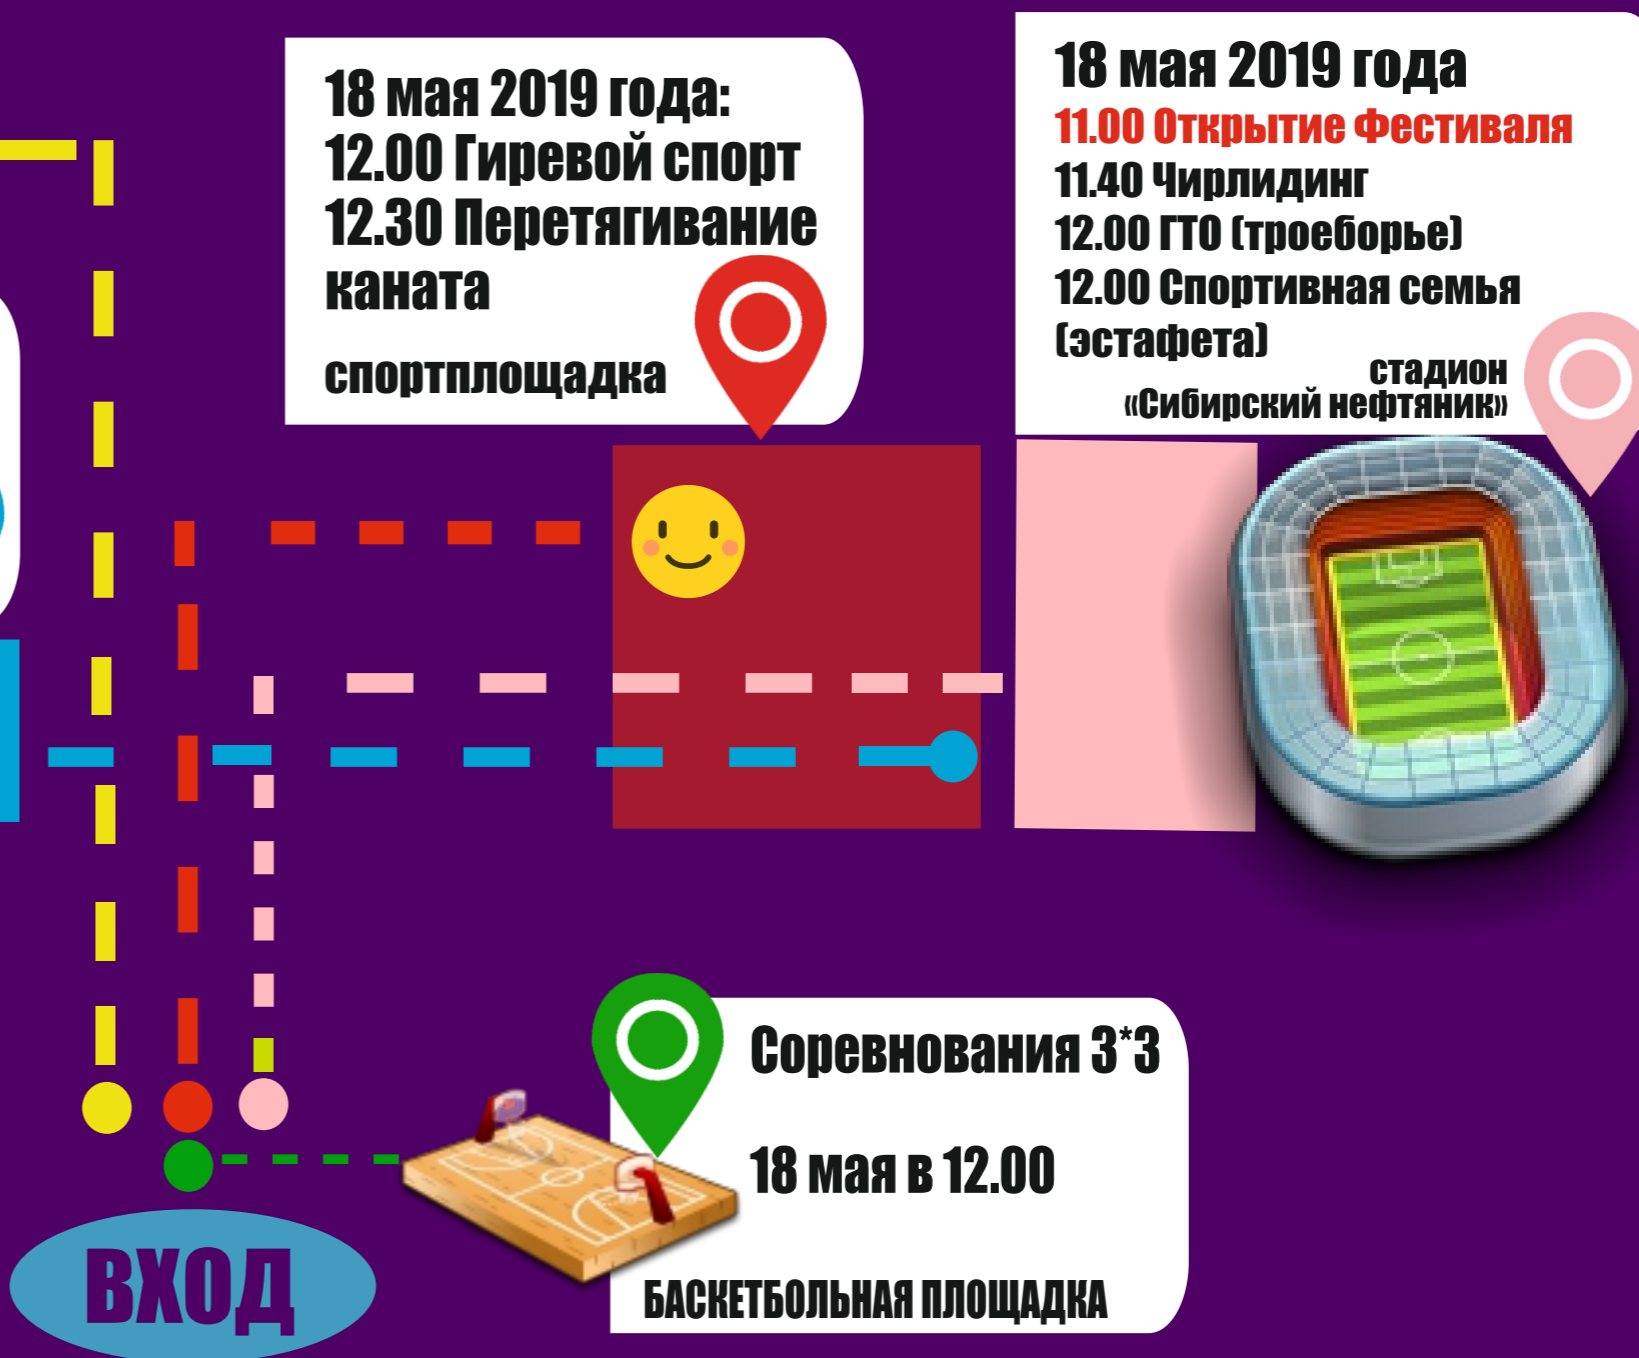 18 мая 2019 года:
12.00 Гиревой спорт
12.30 Перетягивание
каната
спортплощадка
18 мая 2019 года
11.00 Открытие Фестиваля
11.40 Чирлидинг
12.00 ГТО (троеборье)
12.00 Спортивная семья
(эстафета)
стадион
«Сибирский нефтяник»
Соревнования 3*3
18 мая в 12.00
БАСКЕТБОЛЬНАЯ ПЛОЩАДКА
ВХОД